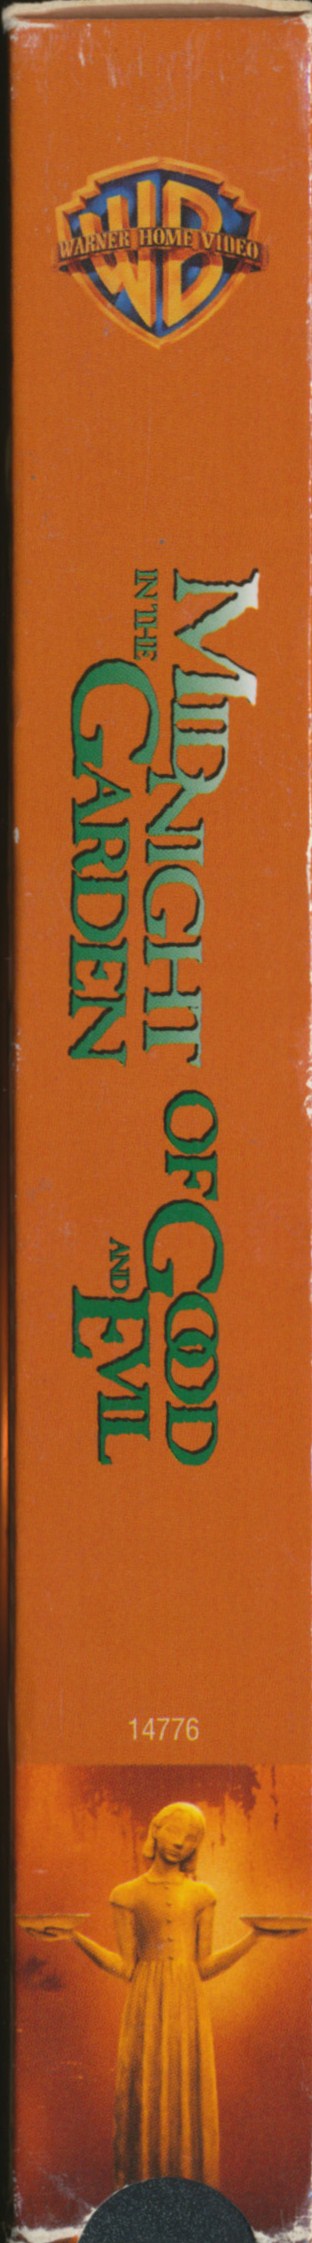 WB
WARNER HOME VIDEO
MIDNIGHT
IN THE GARDEN
OF GOOD
AND EVIL
14776